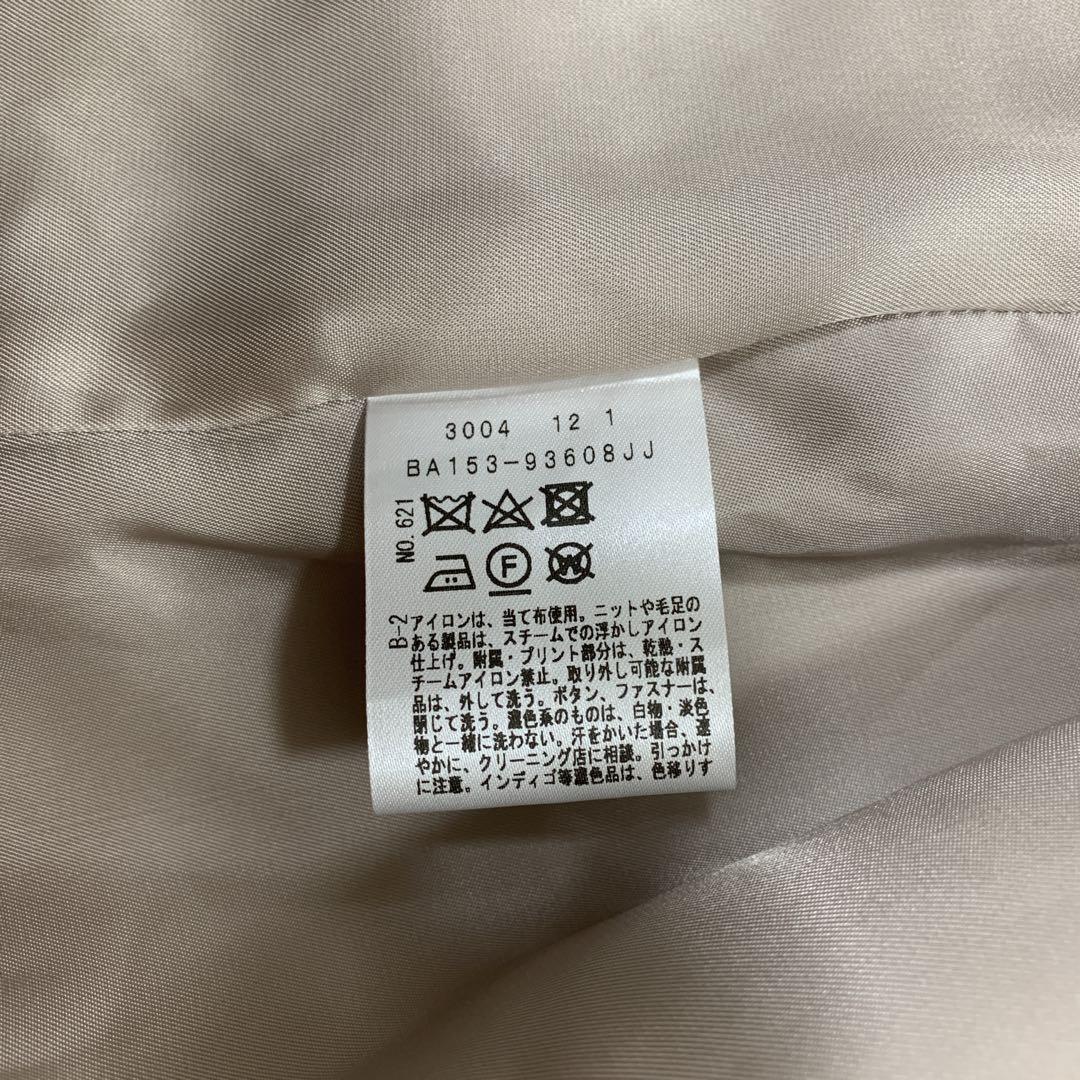 3004 12 1
BA153-93608JJ
NO.621
F
W
B-2
アイロンは、当て布使用。ニットや毛足の
ある製品は、スチームでの浮かしアイロン
仕上げ。附属・プリント部分は、乾熱・ス
チームアイロン禁止。取り外し可能な附属
品は、外して洗う。ボタン、ファスナーは、
閉じて洗う。濃色系のものは、白物・淡色
物と一緒に洗わない。汗をかいた場合、速
やかに、クリーニング店に相談。引っかけ
に注意。インディゴ等濃色品は、色移りす